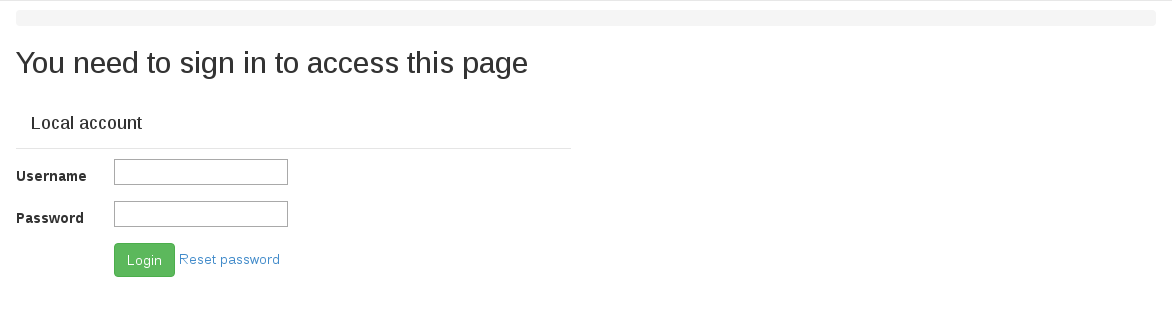 You need to sign in to access this page
Local account
Username
Password
Login Reset password